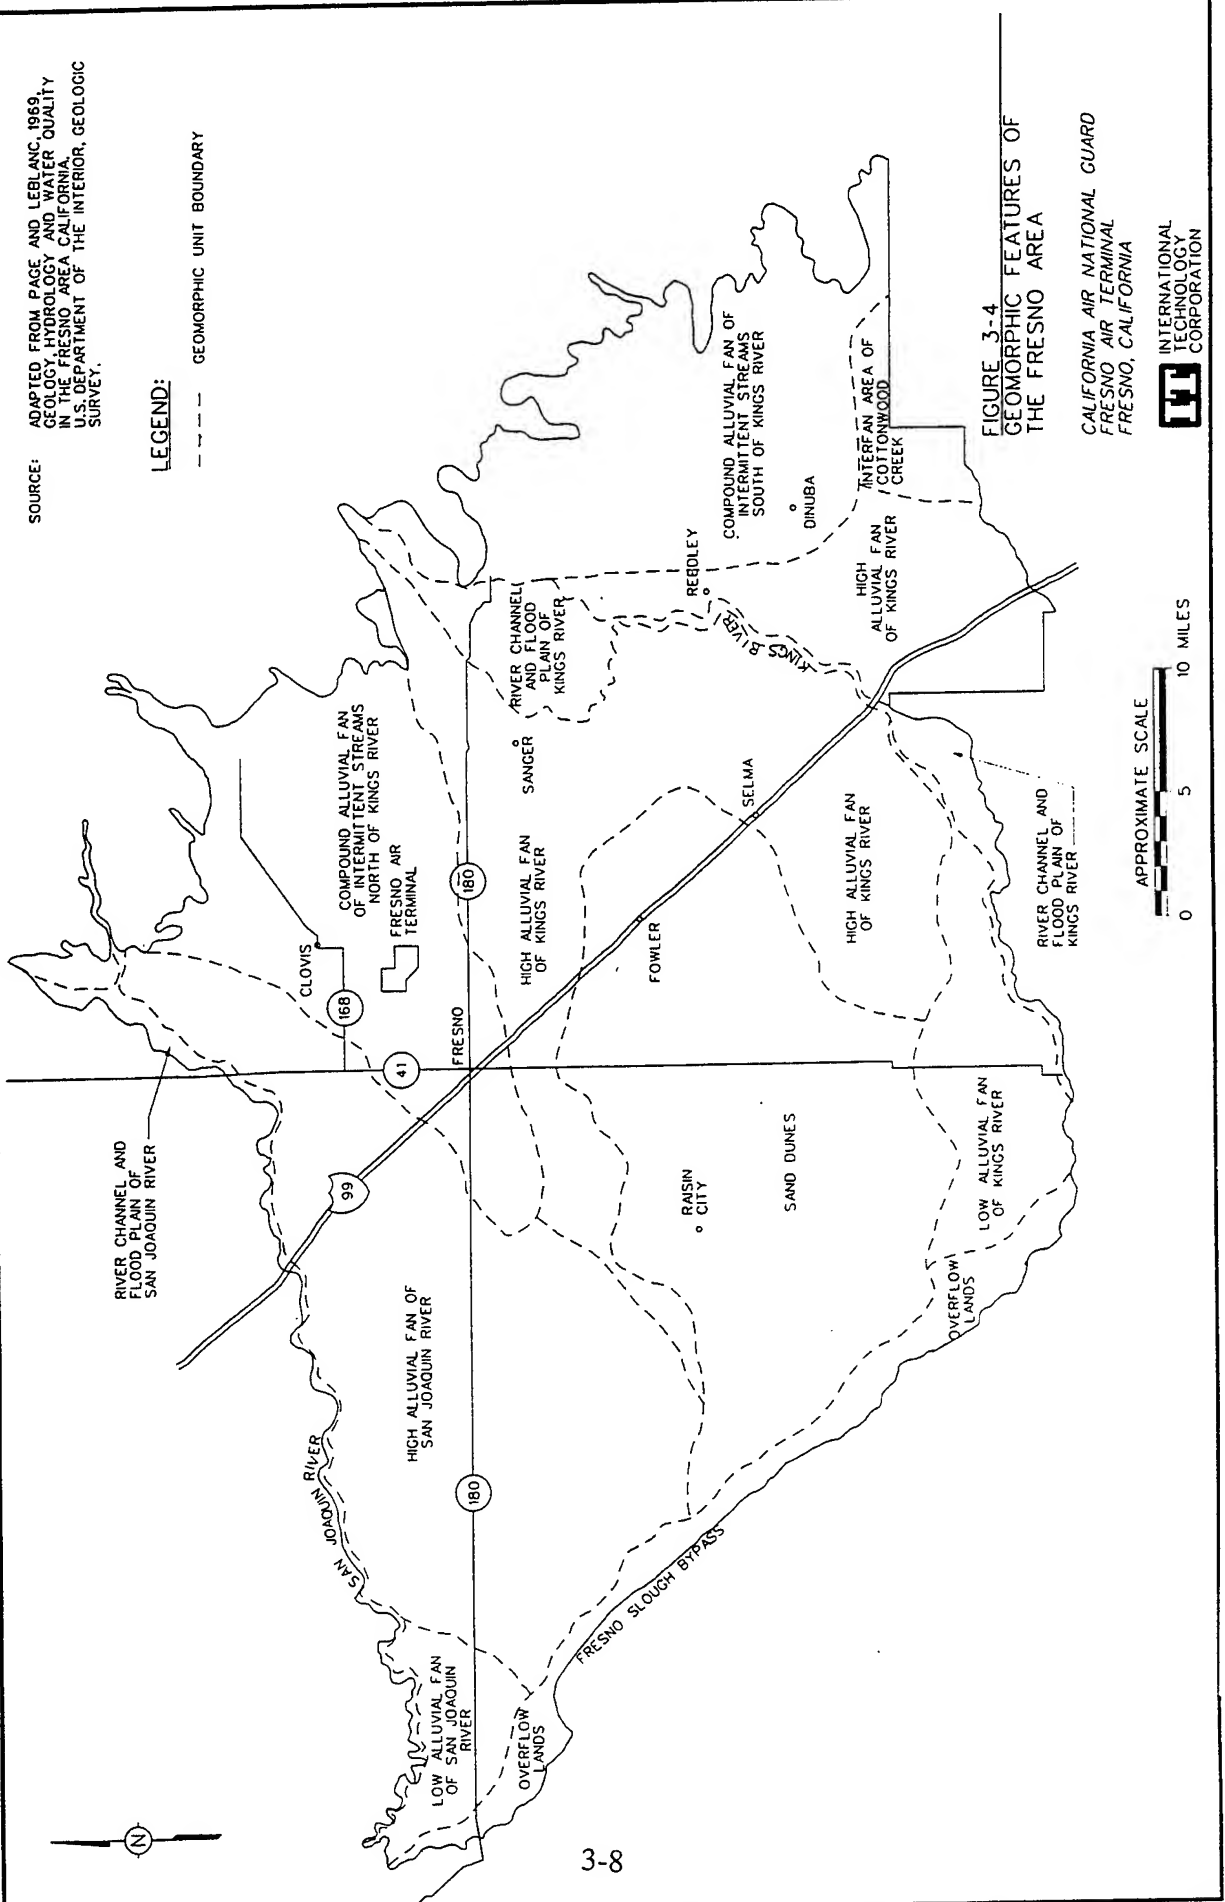 SOURCE: ADAPTED FROM PAGE AND LEBLANC, 1969,
GEOLOGY, HYDROLOGY AND WATER QUALITY
IN THE FRESNO AREA CALIFORNIA.
U.S. DEPARTMENT OF THE INTERIOR, GEOLOGIC
SURVEY.
LEGEND:
GEOMORPHIC UNIT BOUNDARY
N
RIVER CHANNEL AND
FLOOD PLAIN OF
SAN JOAQUIN RIVER
99
SAN JOAQUIN RIVER
HIGH ALLUVIAL FAN OF
SAN JOAQUIN RIVER
180
LOW ALLUVIAL FAN
OF SAN JOAQUIN
RIVER
OVERFLOW
LANDS
FRESNO SLOUGH BYPASS
41
168
CLOVIS
FRESNO
FRESNO AIR
TERMINAL
COMPOUND ALLUVIAL FAN
OF INTERMITTENT STREAMS
NORTH OF KINGS RIVER
180
HIGH ALLUVIAL FAN
OF KINGS RIVER
SANGER
RIVER CHANNEL
AND FLOOD
PLAIN OF
KINGS RIVER
FOWLER
SELMA
RAISIN
CITY
SAND DUNES
REEDLEY
KINGS RIVER
COMPOUND ALLUVIAL FAN OF
INTERMITTENT STREAMS
SOUTH OF KINGS RIVER
DINUBA
INTERFAN AREA OF
COTTONWOOD
CREEK
HIGH
ALLUVIAL FAN
OF KINGS RIVER
HIGH ALLUVIAL FAN
OF KINGS RIVER
OVERFLOW
LANDS
LOW ALLUVIAL FAN
OF KINGS RIVER
RIVER CHANNEL AND
FLOOD PLAIN OF
KINGS RIVER
APPROXIMATE SCALE
0 5 10 MILES
FIGURE 3-4
GEOMORPHIC FEATURES OF
THE FRESNO AREA
CALIFORNIA AIR NATIONAL GUARD
FRESNO AIR TERMINAL
FRESNO, CALIFORNIA
IT
INTERNATIONAL
TECHNOLOGY
CORPORATION
3-8